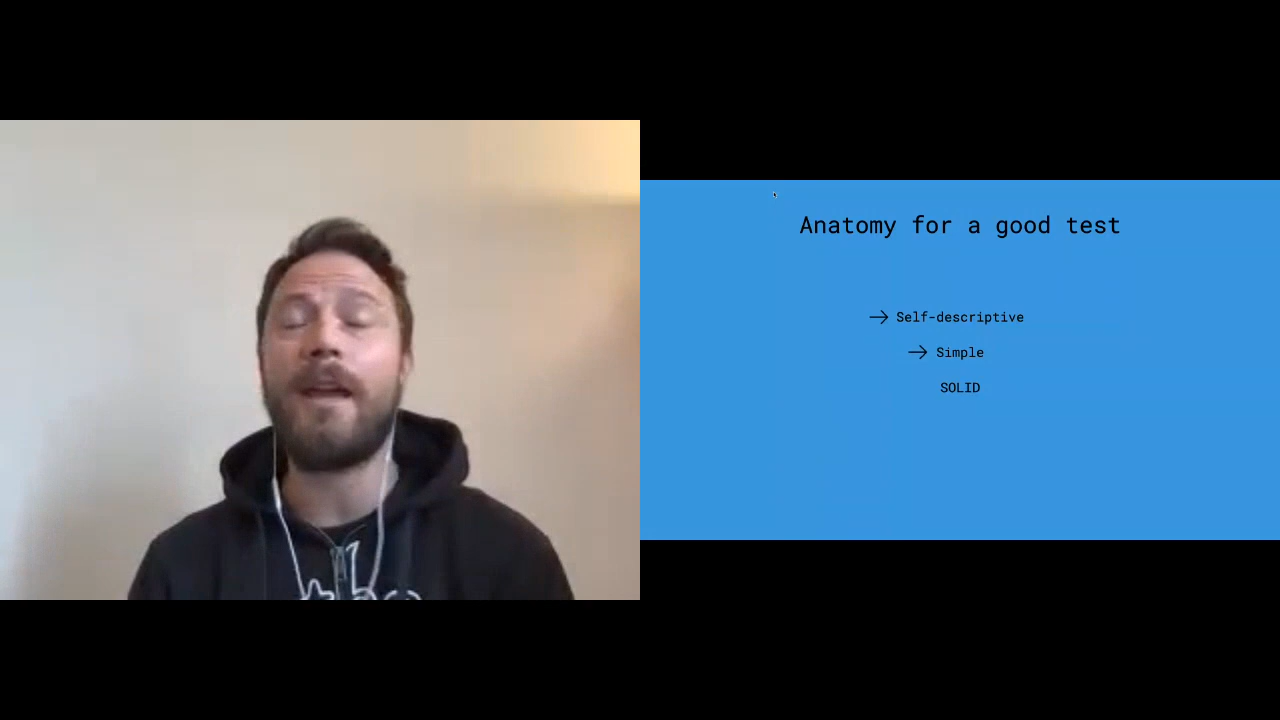 Anatomy for a good test
→ Self-descriptive
→ Simple
SOLID